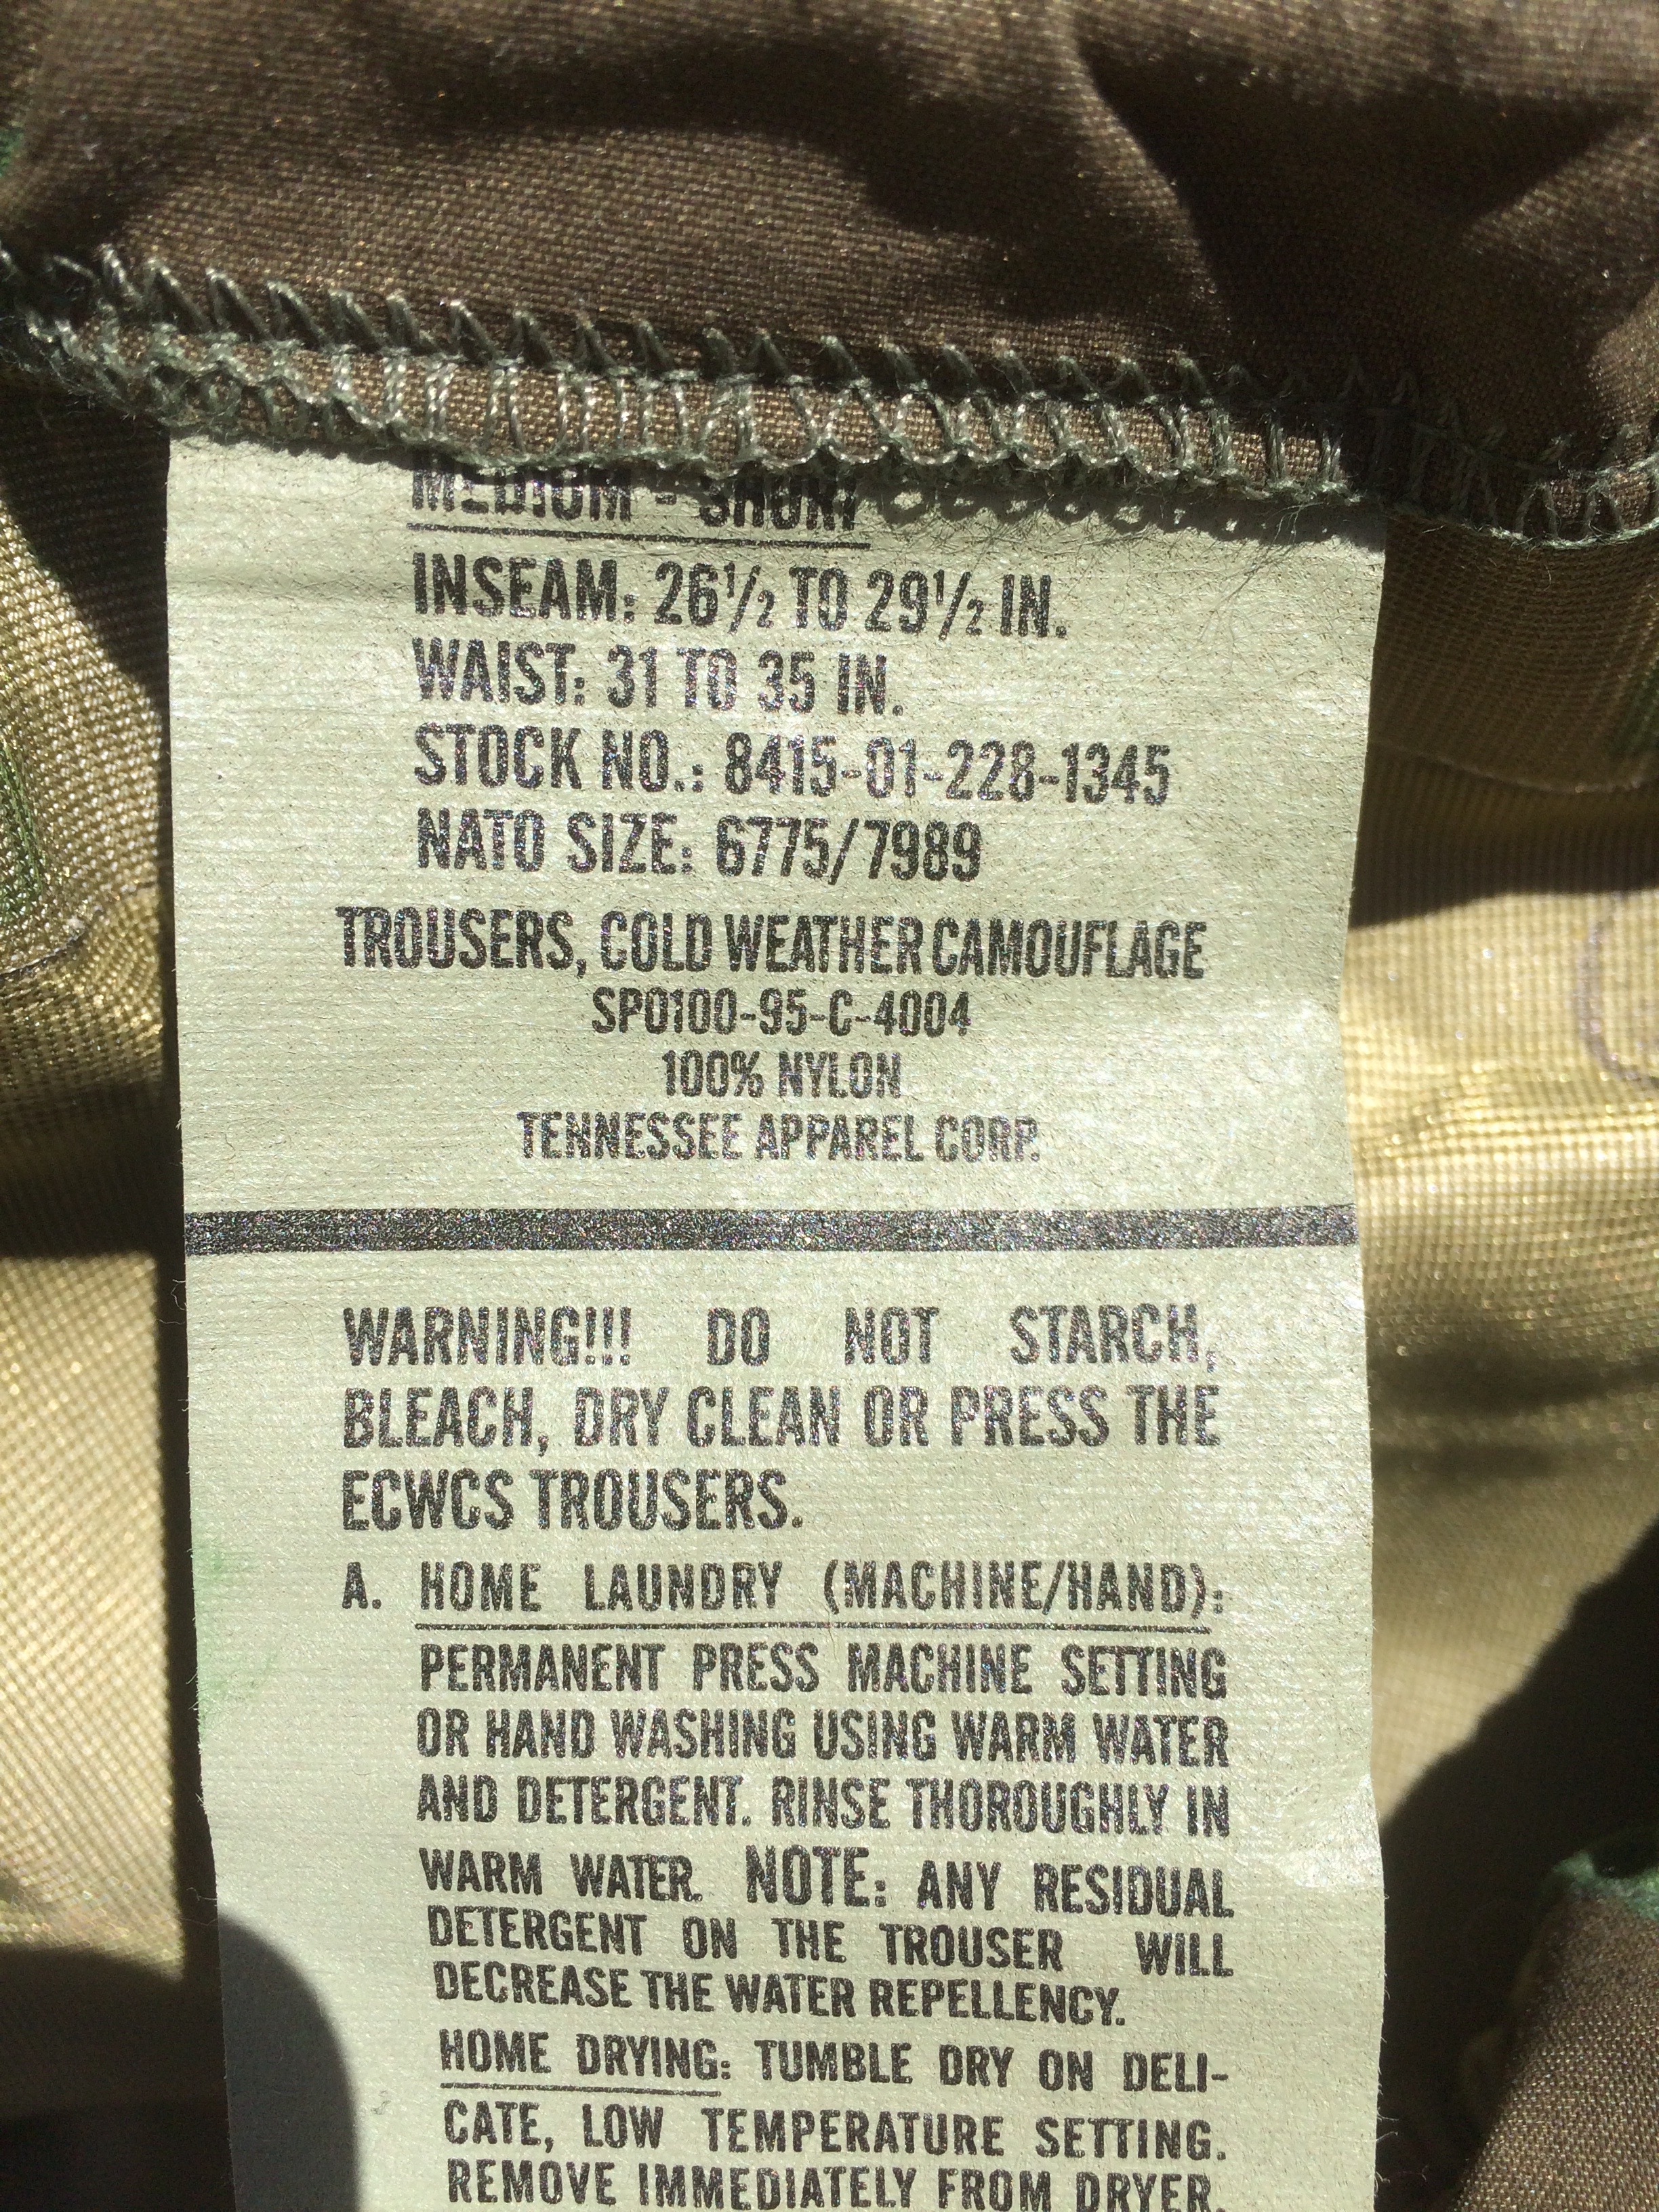 MEDIUM - SHORT
INSEAM: 26½ TO 29½ IN.
WAIST: 31 TO 35 IN.
STOCK NO.: 8415-01-228-1345
NATO SIZE: 6775/7989
TROUSERS, COLD WEATHER CAMOUFLAGE
SPO100-95-C-4004
100% NYLON
TENNESSEE APPAREL CORP.
WARNING!!! DO NOT STARCH,
BLEACH, DRY CLEAN OR PRESS THE
ECWCS TROUSERS.
A. HOME LAUNDRY (MACHINE/HAND):
PERMANENT PRESS MACHINE SETTING
OR HAND WASHING USING WARM WATER
AND DETERGENT. RINSE THOROUGHLY IN
WARM WATER. NOTE: ANY RESIDUAL
DETERGENT ON THE TROUSER WILL
DECREASE THE WATER REPELLENCY.
HOME DRYING: TUMBLE DRY ON DELI-
CATE, LOW TEMPERATURE SETTING.
REMOVE IMMEDIATELY FROM DRYER.